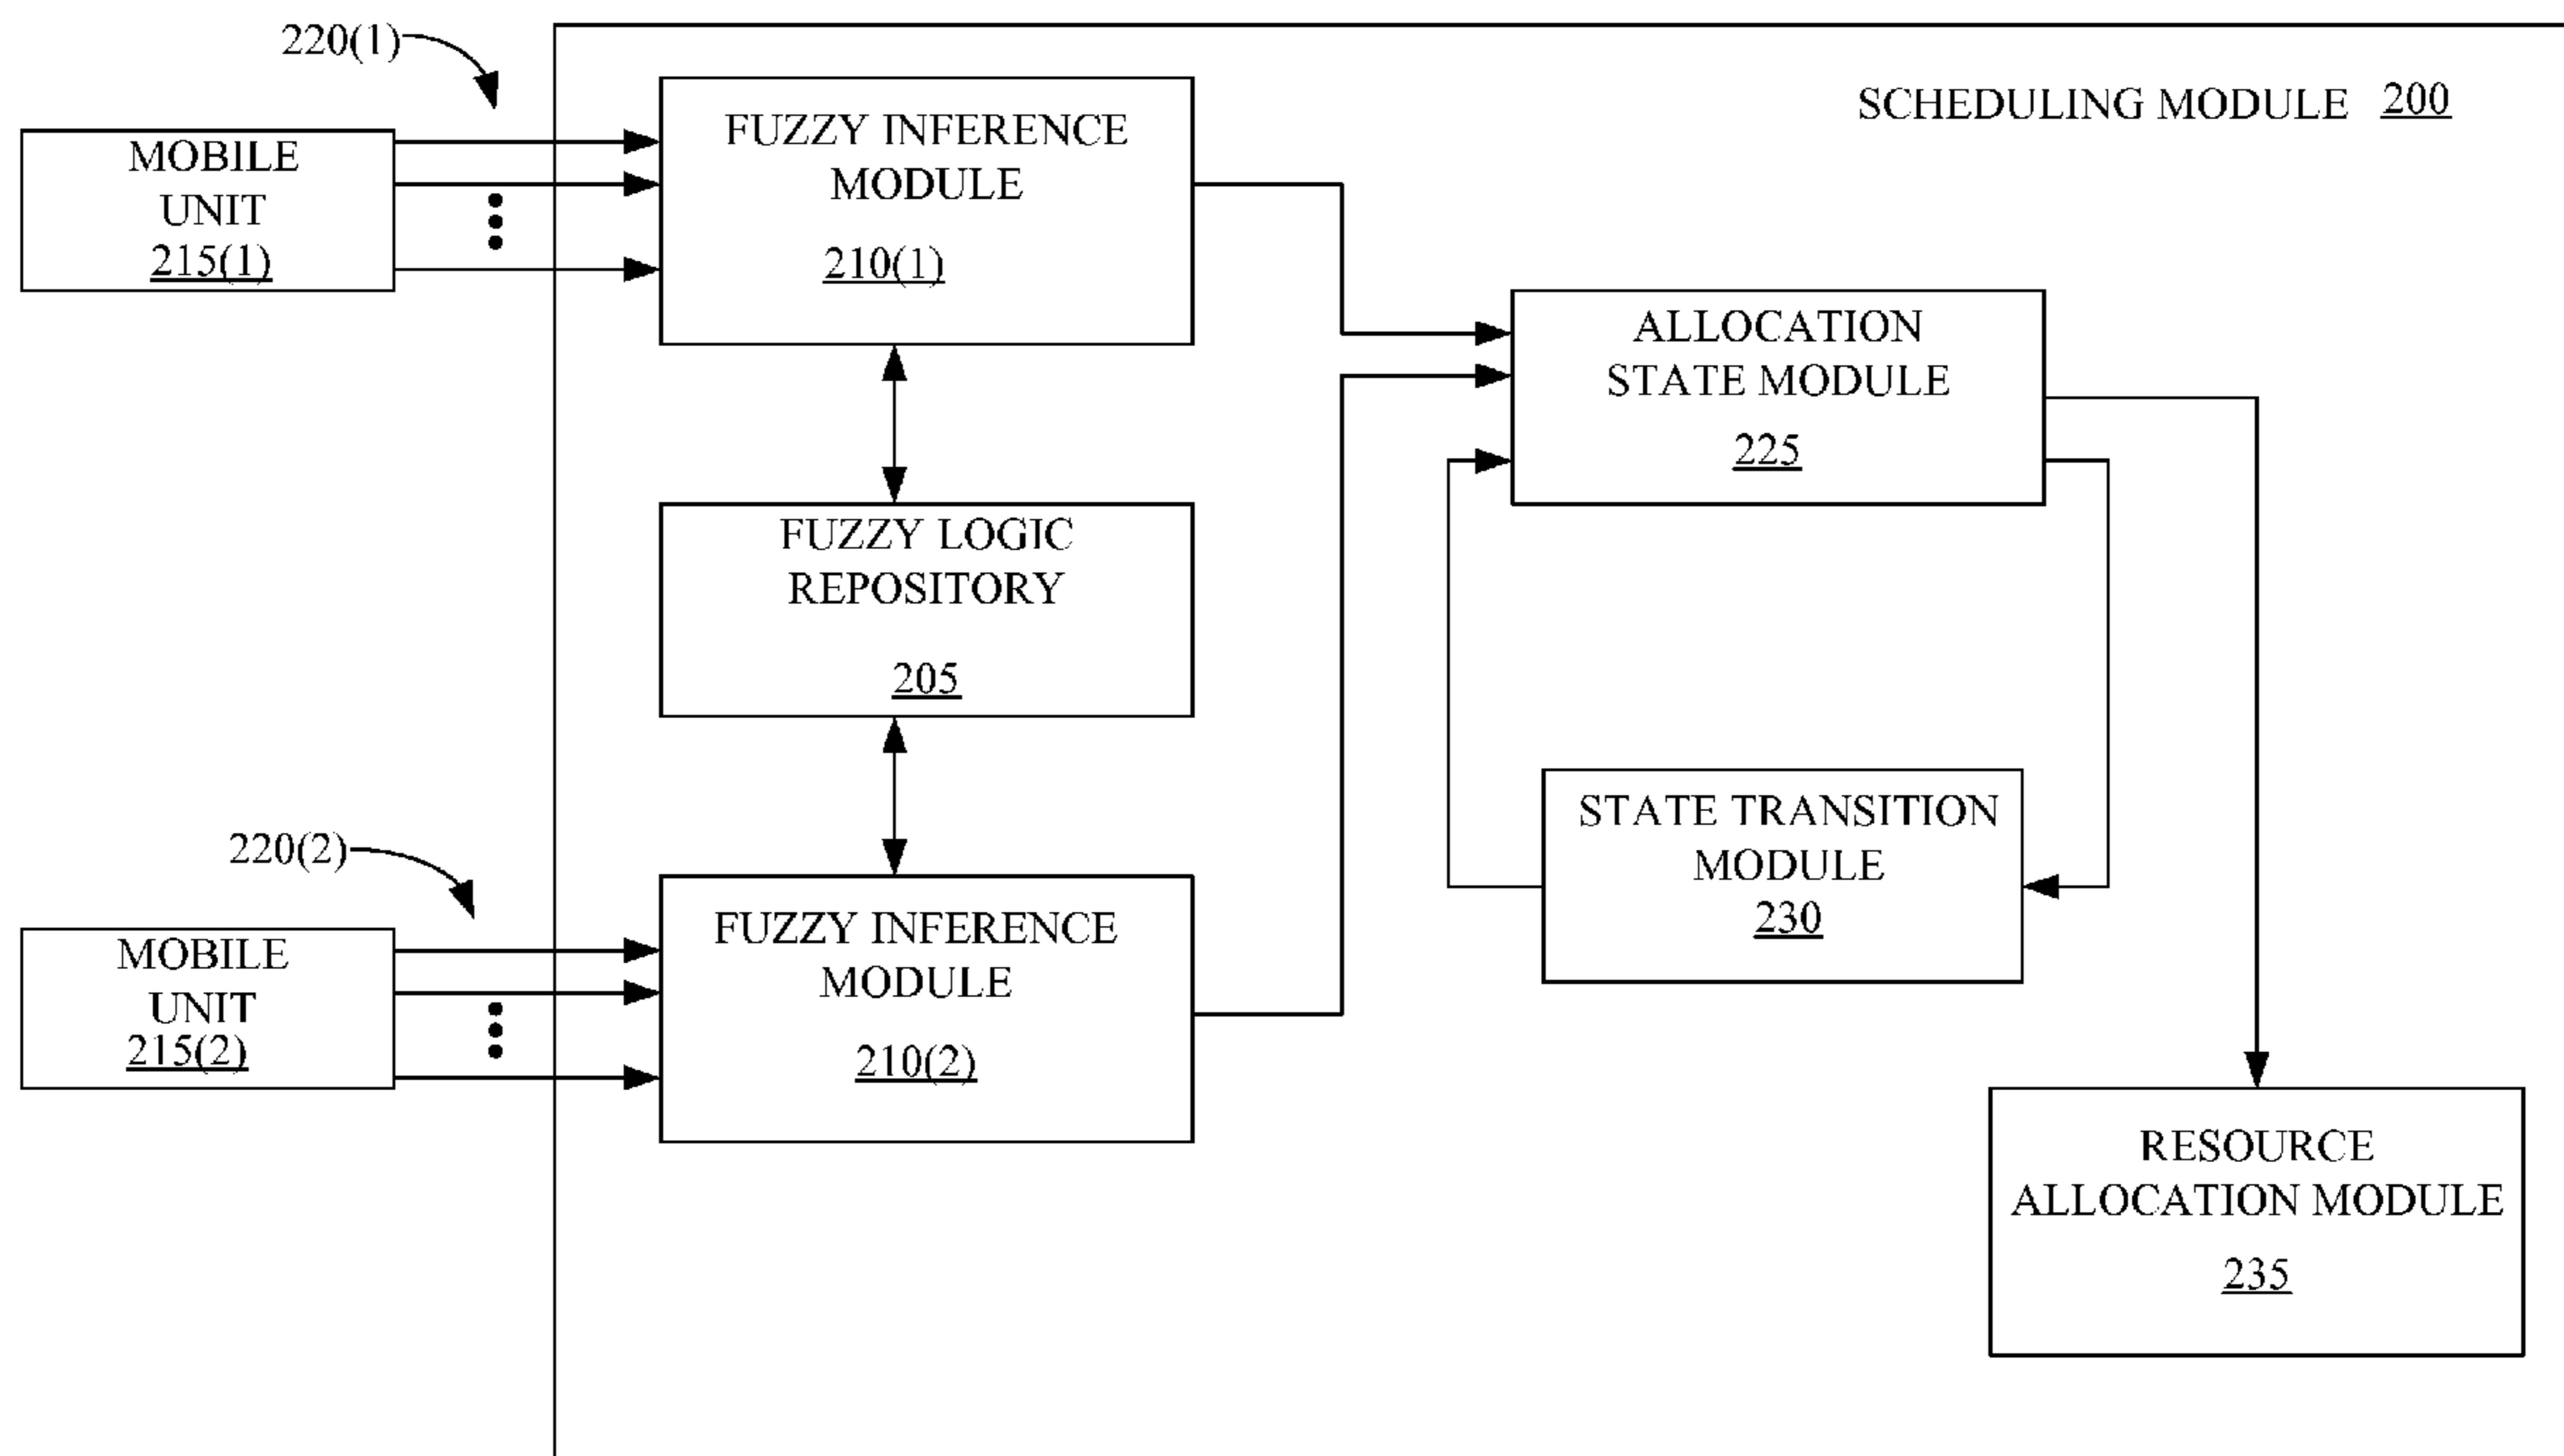 220(1)
SCHEDULING MODULE 200
MOBILE
UNIT
215(1)
FUZZY INFERENCE
MODULE
210(1)
ALLOCATION
STATE MODULE
225
FUZZY LOGIC
REPOSITORY
205
STATE TRANSITION
MODULE
230
220(2)
MOBILE
UNIT
215(2)
FUZZY INFERENCE
MODULE
210(2)
RESOURCE
ALLOCATION MODULE
235